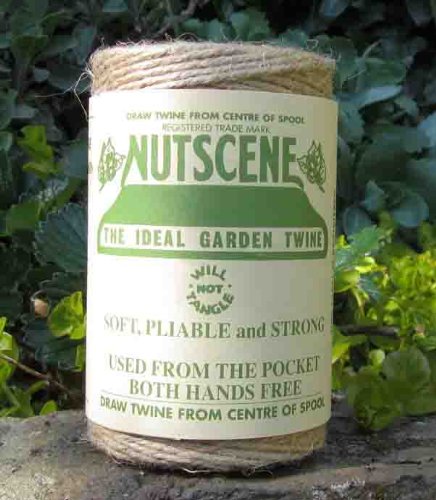 DRAW TWINE FROM CENTRE OF SPOOL
REGISTERED TRADE MARK
NUTSCENE
THE IDEAL GARDEN TWINE
WILL
NOT
TANGLE
SOFT, PLIABLE and STRONG
USED FROM THE POCKET
BOTH HANDS FREE
DRAW TWINE FROM CENTRE OF SPOOL